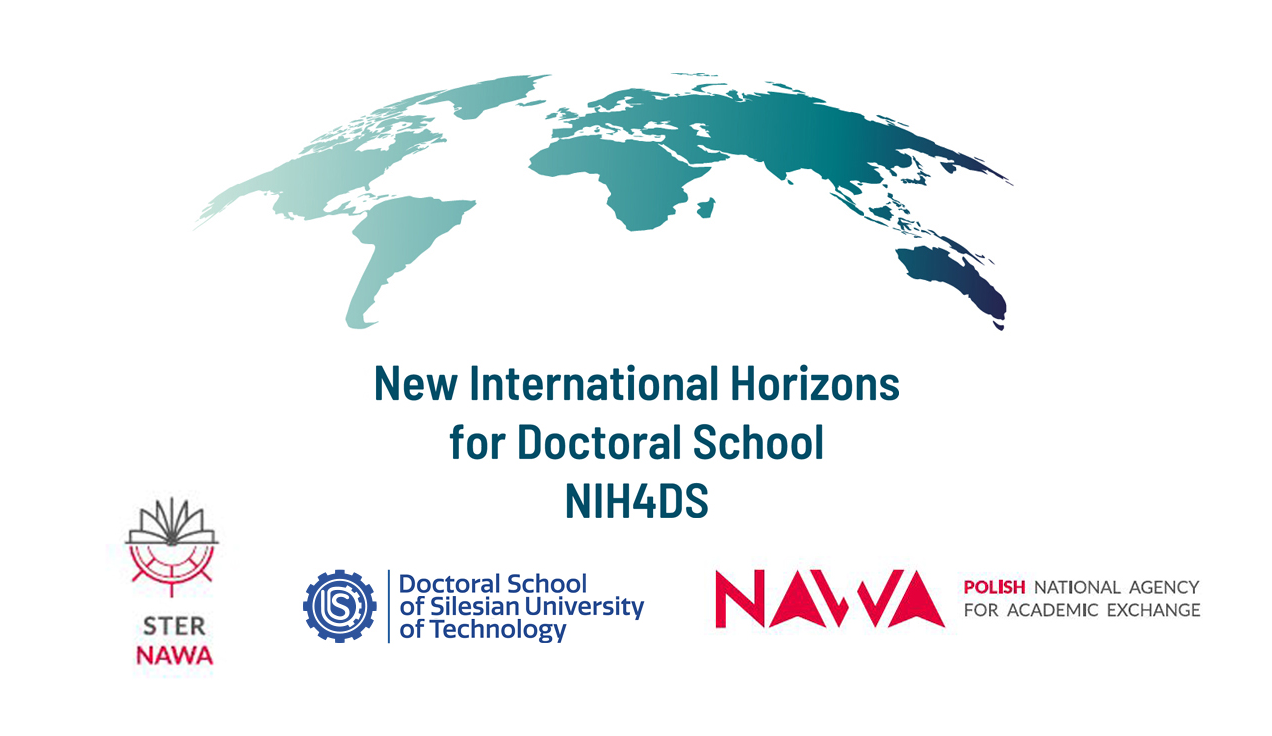 New International Horizons
for Doctoral School
NIH4DS
STER
NAWA
Doctoral School
of Silesian University
of Technology
NAWA
POLISH NATIONAL AGENCY
FOR ACADEMIC EXCHANGE